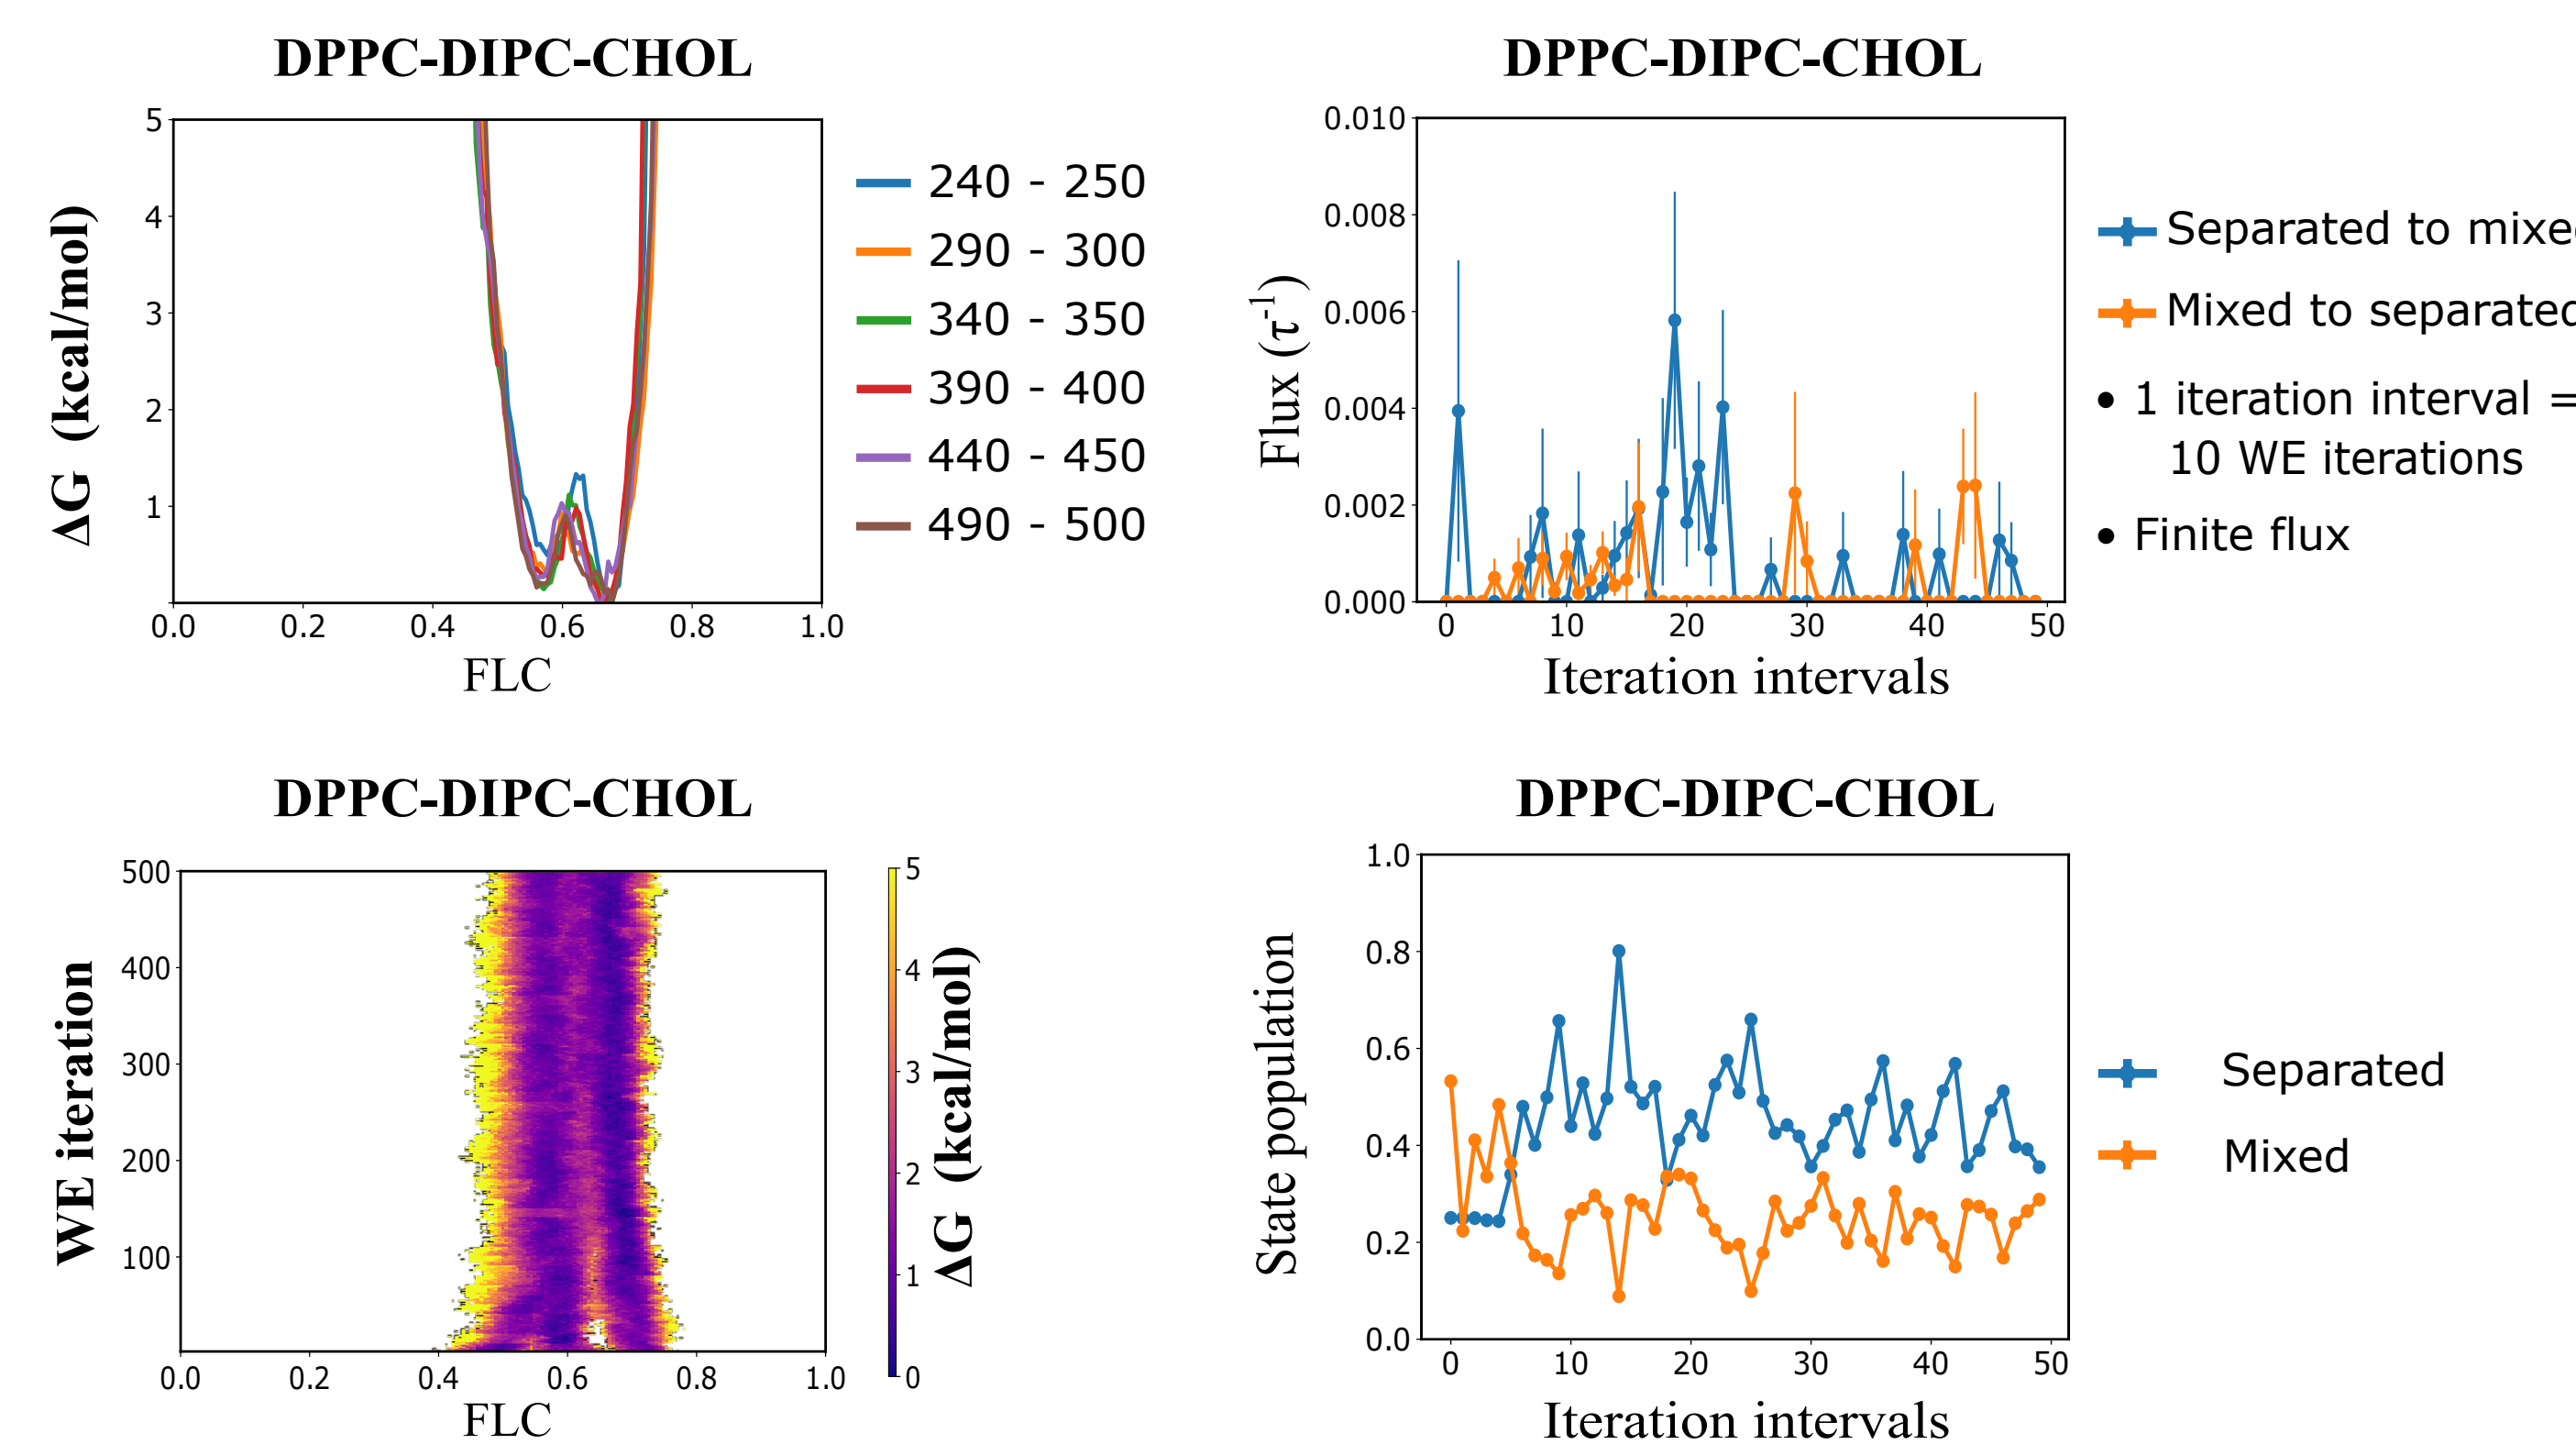 DPPC-DIPC-CHOL
5
4
3
2
1
0.0 0.2 0.4 0.6 0.8 1.0
ΔG (kcal/mol)
FLC
240 - 250
290 - 300
340 - 350
390 - 400
440 - 450
490 - 500
DPPC-DIPC-CHOL
0.010
0.008
0.006
0.004
0.002
0.000
0 10 20 30 40 50
Flux (τ⁻¹)
Iteration intervals
Separated to mixe
Mixed to separated
• 1 iteration interval =
10 WE iterations
• Finite flux
DPPC-DIPC-CHOL
500
400
300
200
100
0.0 0.2 0.4 0.6 0.8 1.0
WE iteration
FLC
5
4
3
2
1
0
ΔG (kcal/mol)
DPPC-DIPC-CHOL
1.0
0.8
0.6
0.4
0.2
0.0
0 10 20 30 40 50
State population
Iteration intervals
Separated
Mixed